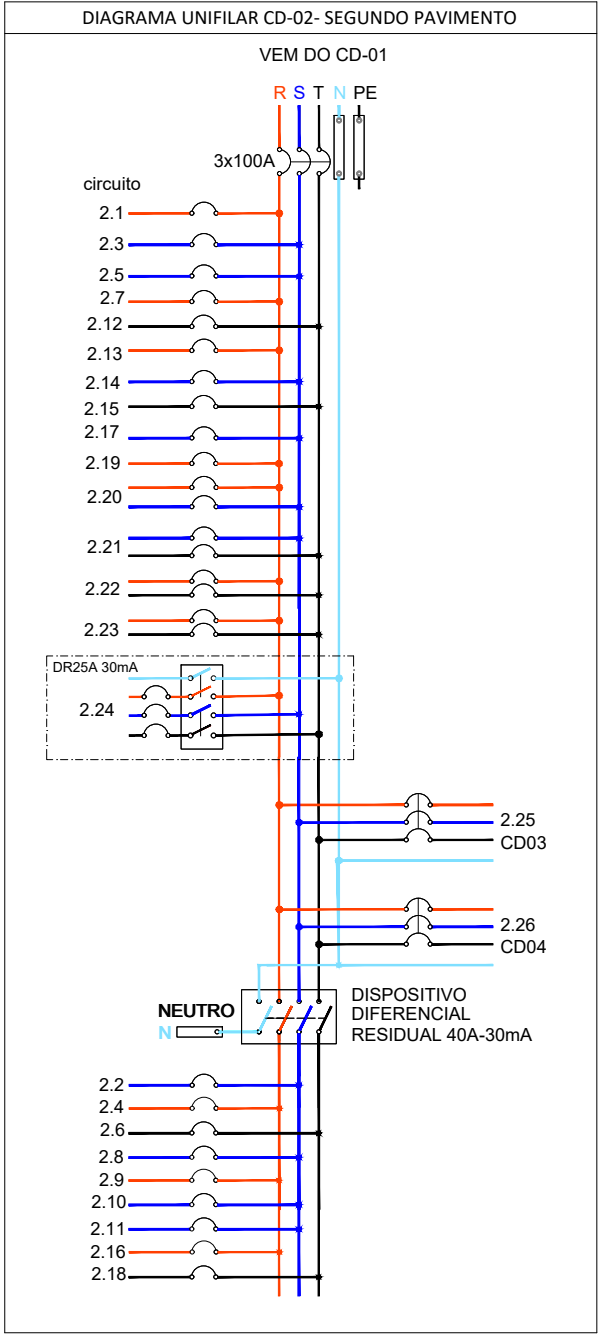 DIAGRAMA UNIFILAR CD-02- SEGUNDO PAVIMENTO
VEM DO CD-01
R S T N PE
3x100A
circuito
2.1
2.3
2.5
2.7
2.12
2.13
2.14
2.15
2.17
2.19
2.20
2.21
2.22
2.23
DR25A 30mA
2.24
2.25
CD03
2.26
CD04
DISPOSITIVO
DIFERENCIAL
RESIDUAL 40A-30mA
NEUTRO
N
2.2
2.4
2.6
2.8
2.9
2.10
2.11
2.16
2.18